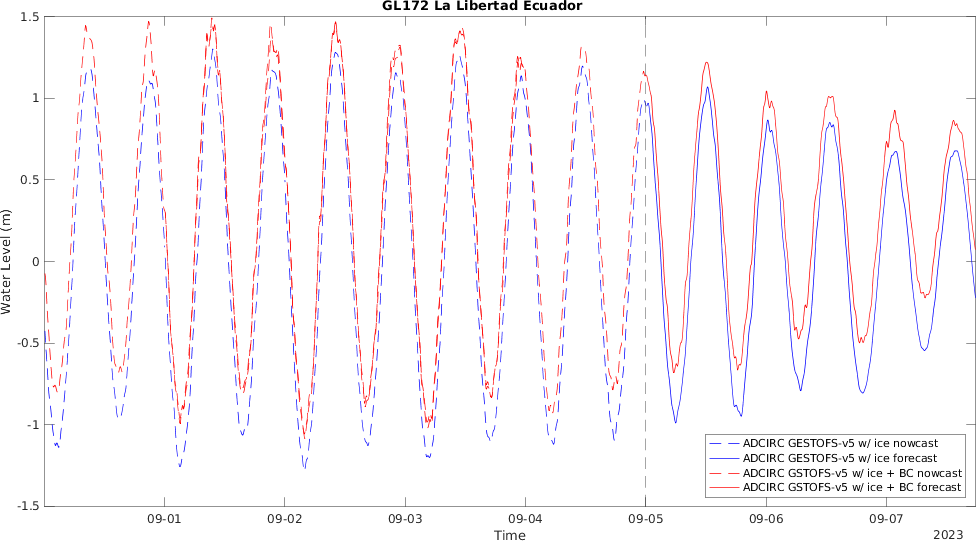 GL172 La Libertad Ecuador
1.5
1
0.5
0
-0.5
-1
-1.5
Water Level (m)
ADCIRC GESTOFS-v5 w/ ice nowcast
ADCIRC GESTOFS-v5 w/ ice forecast
ADCIRC GSTOFS-v5 w/ ice + BC nowcast
ADCIRC GSTOFS-v5 w/ ice + BC forecast
09-01 09-02 09-03 09-04 09-05 09-06 09-07
Time
2023